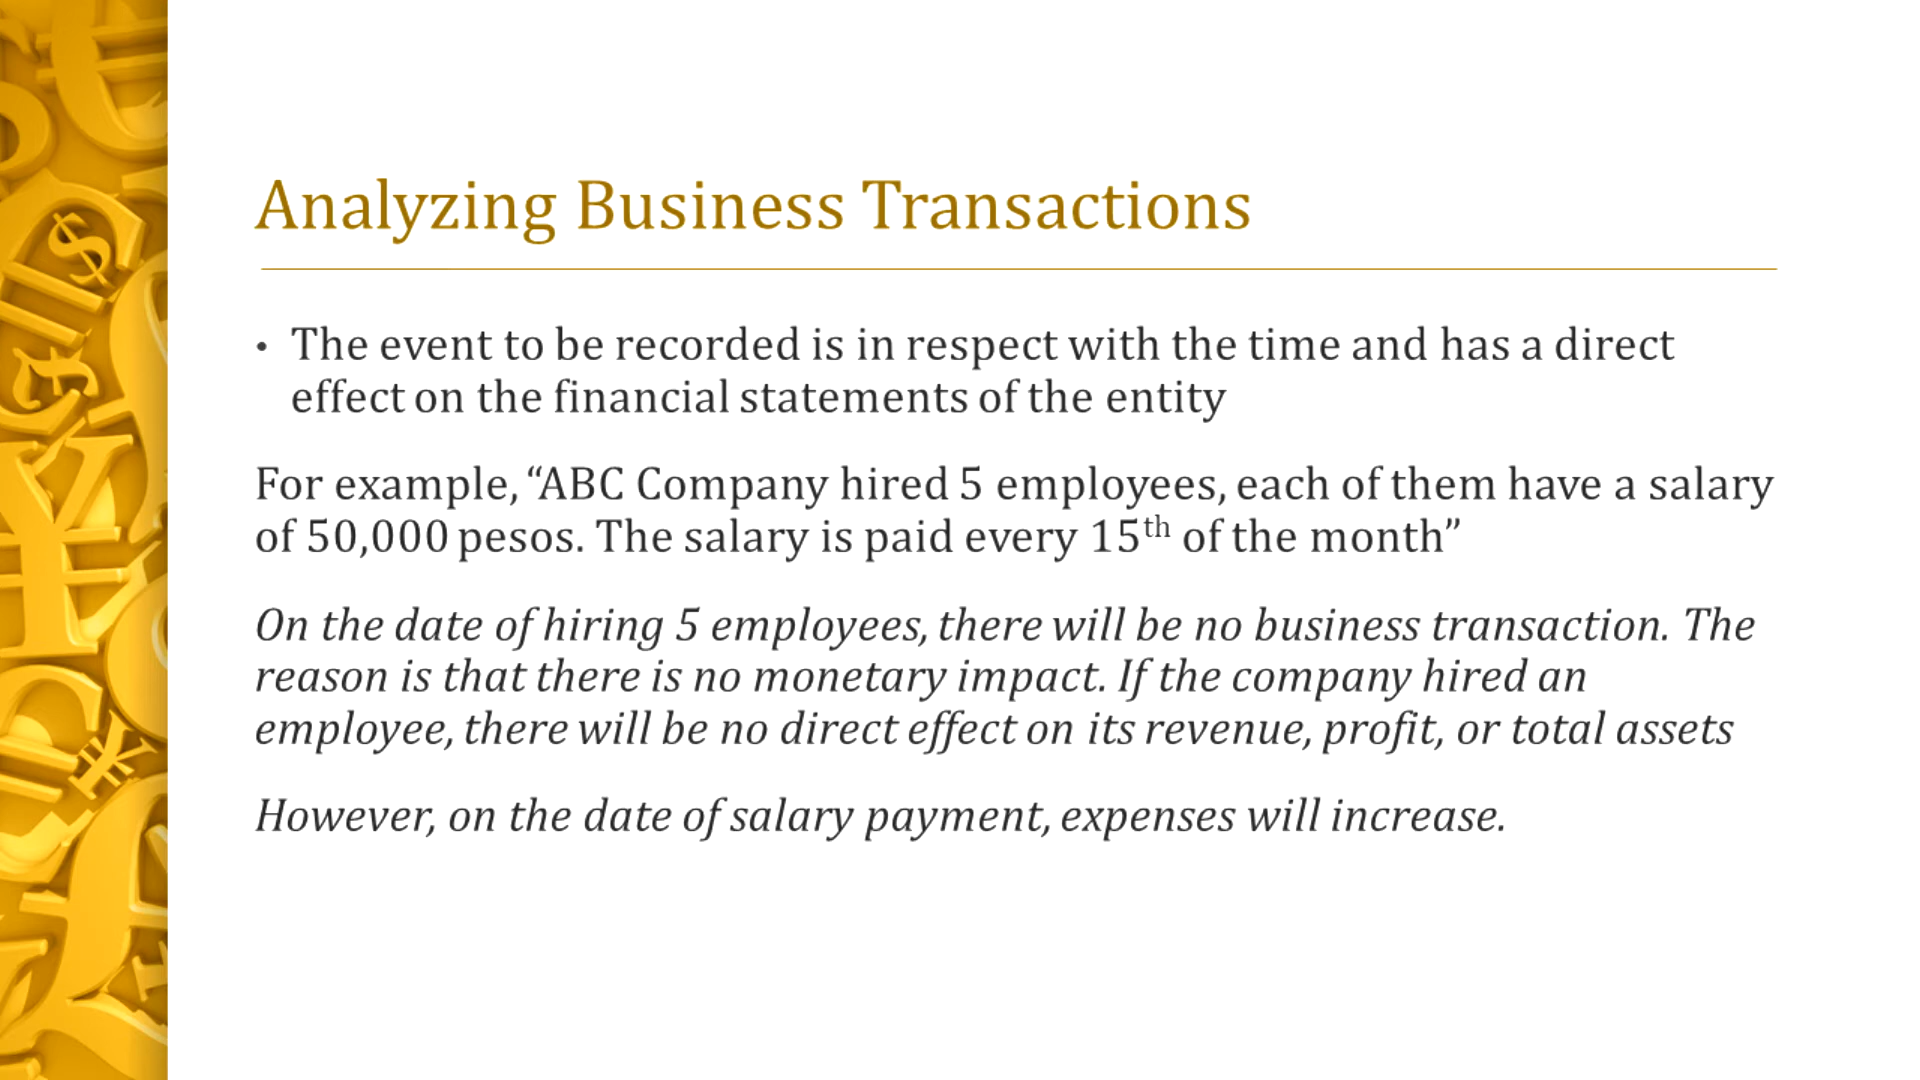 Analyzing Business Transactions
• The event to be recorded is in respect with the time and has a direct
effect on the financial statements of the entity
For example, “ABC Company hired 5 employees, each of them have a salary
of 50,000 pesos. The salary is paid every 15th of the month”
On the date of hiring 5 employees, there will be no business transaction. The
reason is that there is no monetary impact. If the company hired an
employee, there will be no direct effect on its revenue, profit, or total assets
However, on the date of salary payment, expenses will increase.